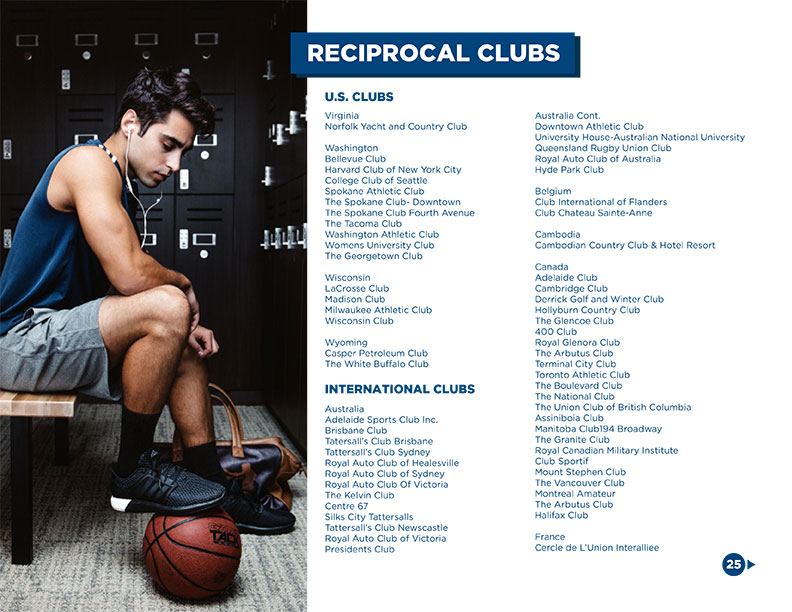 RECIPROCAL CLUBS
U.S. CLUBS
Virginia
Norfolk Yacht and Country Club
Washington
Bellevue Club
Harvard Club of New York City
College Club of Seattle
Spokane Athletic Club
The Spokane Club- Downtown
The Spokane Club Fourth Avenue
The Tacoma Club
Washington Athletic Club
Womens University Club
The Georgetown Club
Wisconsin
LaCrosse Club
Madison Club
Milwaukee Athletic Club
Wisconsin Club
Wyoming
Casper Petroleum Club
The White Buffalo Club
INTERNATIONAL CLUBS
Australia
Adelaide Sports Club Inc.
Brisbane Club
Tatersall's Club Brisbane
Tattersall's Club Sydney
Royal Auto Club of Healesville
Royal Auto Club of Sydney
Royal Auto Club Of Victoria
The Kelvin Club
Centre 67
Silks City Tattersalls
Tattersall's Club Newscastle
Royal Auto Club of Victoria
Presidents Club
Australia Cont.
Downtown Athletic Club
University House-Australian National University
Queensland Rugby Union Club
Royal Auto Club of Australia
Hyde Park Club
Belgium
Club International of Flanders
Club Chateau Sainte-Anne
Cambodia
Cambodian Country Club & Hotel Resort
Canada
Adelaide Club
Cambridge Club
Derrick Golf and Winter Club
Hollyburn Country Club
The Glencoe Club
400 Club
Royal Glenora Club
The Arbutus Club
Terminal City Club
Toronto Athletic Club
The Boulevard Club
The National Club
The Union Club of British Columbia
Assiniboia Club
Manitoba Club194 Broadway
The Granite Club
Royal Canadian Military Institute
Club Sportif
Mount Stephen Club
The Vancouver Club
Montreal Amateur
The Arbutus Club
Halifax Club
France
Cercle de L'Union Interalliee
25